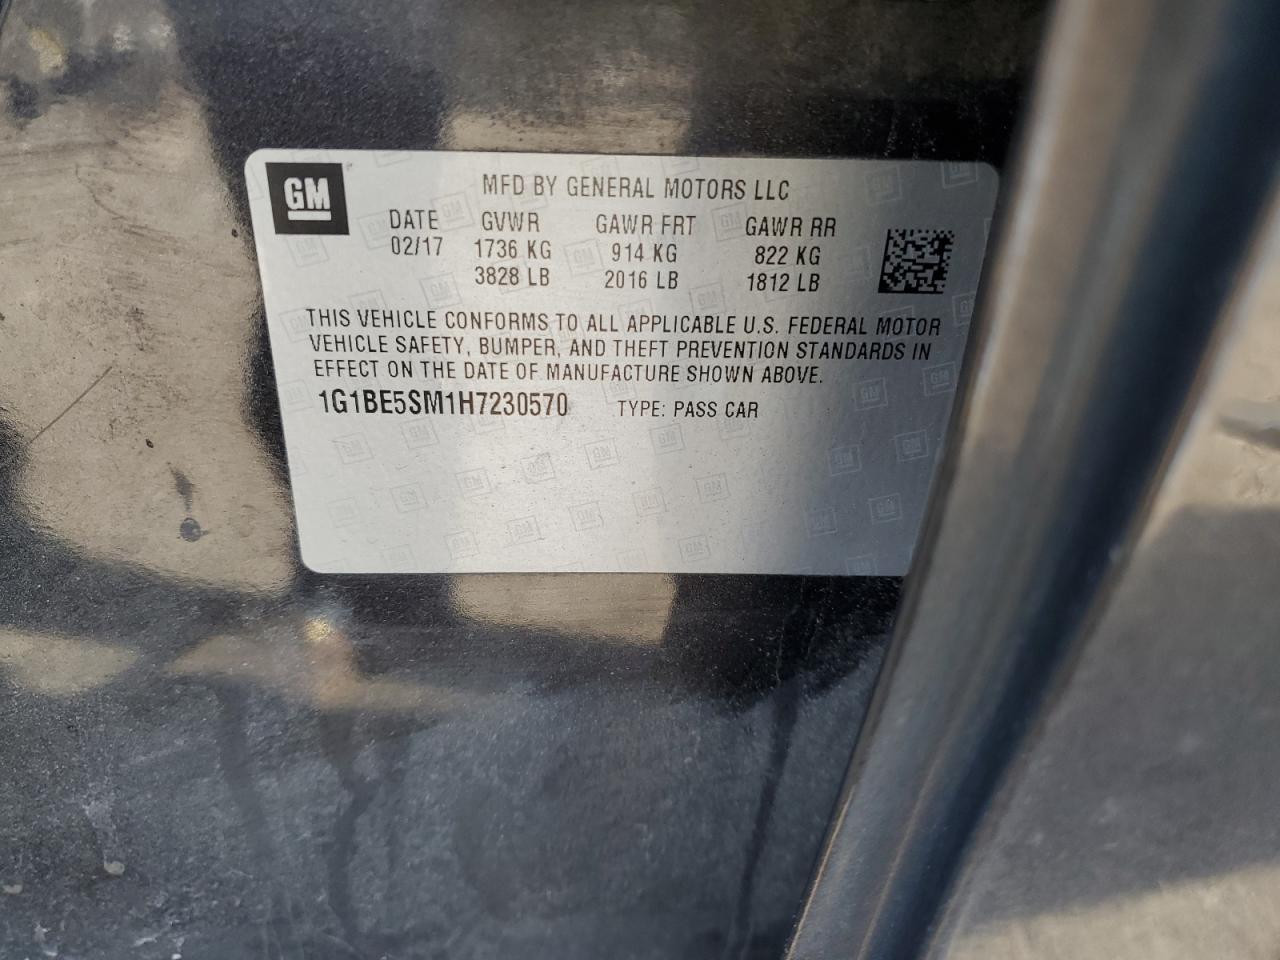 GM
MFD BY GENERAL MOTORS LLC
DATE GVWR GAWR FRT GAWR RR
02/17 1736 KG 914 KG 822 KG
3828 LB 2016 LB 1812 LB
THIS VEHICLE CONFORMS TO ALL APPLICABLE U.S. FEDERAL MOTOR
VEHICLE SAFETY, BUMPER, AND THEFT PREVENTION STANDARDS IN
EFFECT ON THE DATE OF MANUFACTURE SHOWN ABOVE.
1G1BE5SM1H7230570 TYPE: PASS CAR